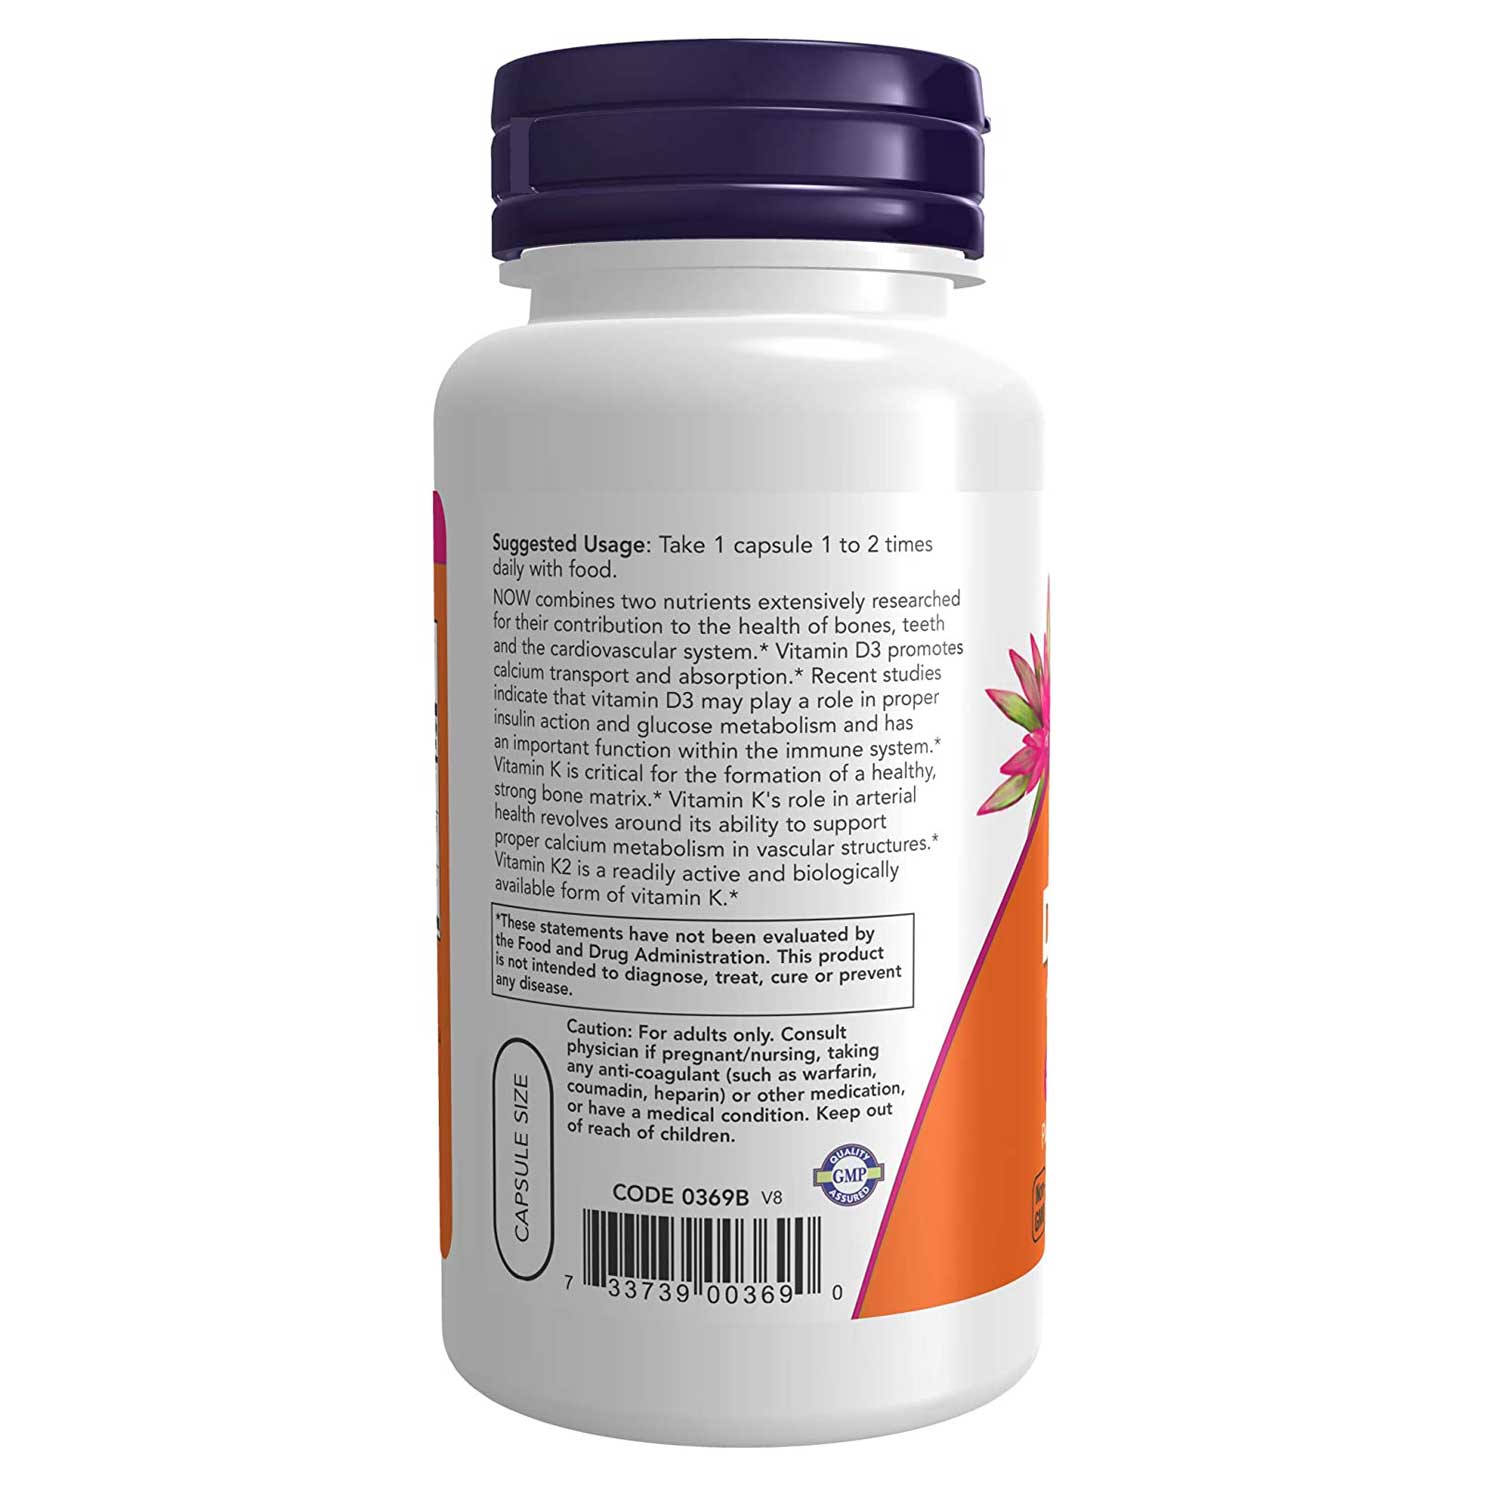 Suggested Usage: Take 1 capsule 1 to 2 times
daily with food.
NOW combines two nutrients extensively researched
for their contribution to the health of bones, teeth
and the cardiovascular system.* Vitamin D3 promotes
calcium transport and absorption.* Recent studies
indicate that vitamin D3 may play a role in proper
insulin action and glucose metabolism and has
an important function within the immune system.*
Vitamin K is critical for the formation of a healthy,
strong bone matrix.* Vitamin K's role in arterial
health revolves around its ability to support
proper calcium metabolism in vascular structures.*
Vitamin K2 is a readily active and biologically
available form of vitamin K.*
*These statements have not been evaluated by
the Food and Drug Administration. This product
is not intended to diagnose, treat, cure or prevent
any disease.
Caution: For adults only. Consult
physician if pregnant/nursing, taking
any anti-coagulant (such as warfarin,
coumadin, heparin) or other medication,
or have a medical condition. Keep out
of reach of children.
CAPSULE SIZE
QUALITY
GMP
ASSURED
CODE 0369B V8
7 33739 00369 0